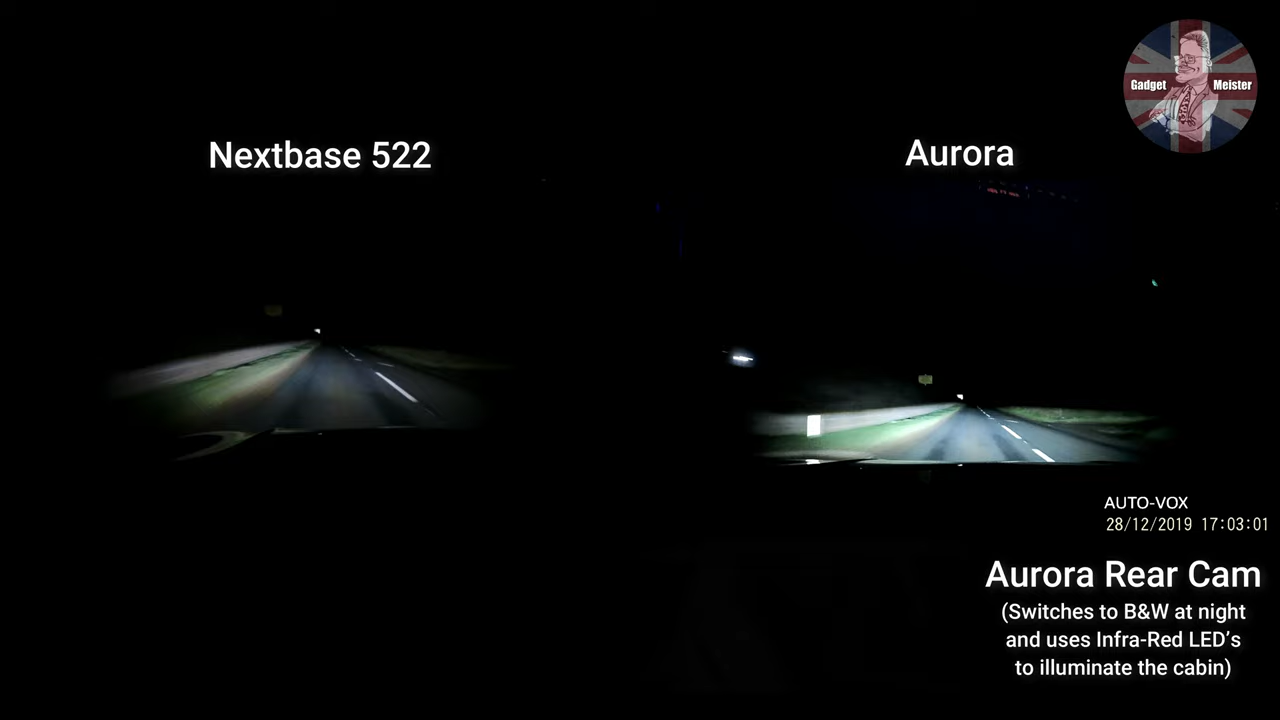 Gadget Meister
Nextbase 522
Aurora
AUTO-VOX
28/12/2019 17:03:01
Aurora Rear Cam
(Switches to B&W at night
and uses Infra-Red LED’s
to illuminate the cabin)